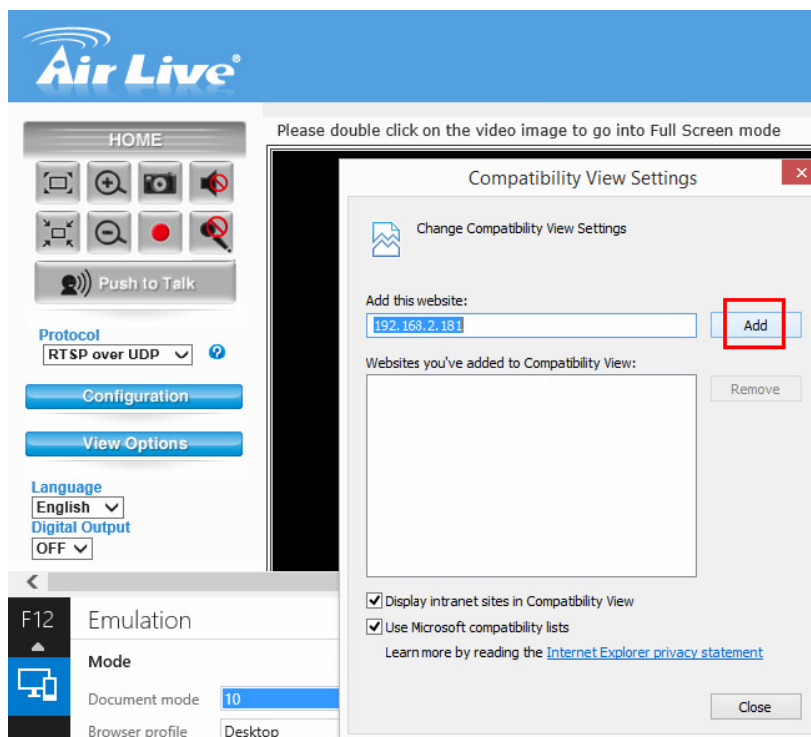 Air Live®
HOME
Please double click on the video image to go into Full Screen mode
Push to Talk
Protocol
RTSP over UDP
Configuration
View Options
Language
English
Digital Output
OFF
Compatibility View Settings
Change Compatibility View Settings
Add this website:
192.168.2.181
Add
Websites you've added to Compatibility View:
Remove
Display intranet sites in Compatibility View
Use Microsoft compatibility lists
Learn more by reading the Internet Explorer privacy statement
Close
F12
Emulation
Mode
Document mode 10
Browser profile Desktop